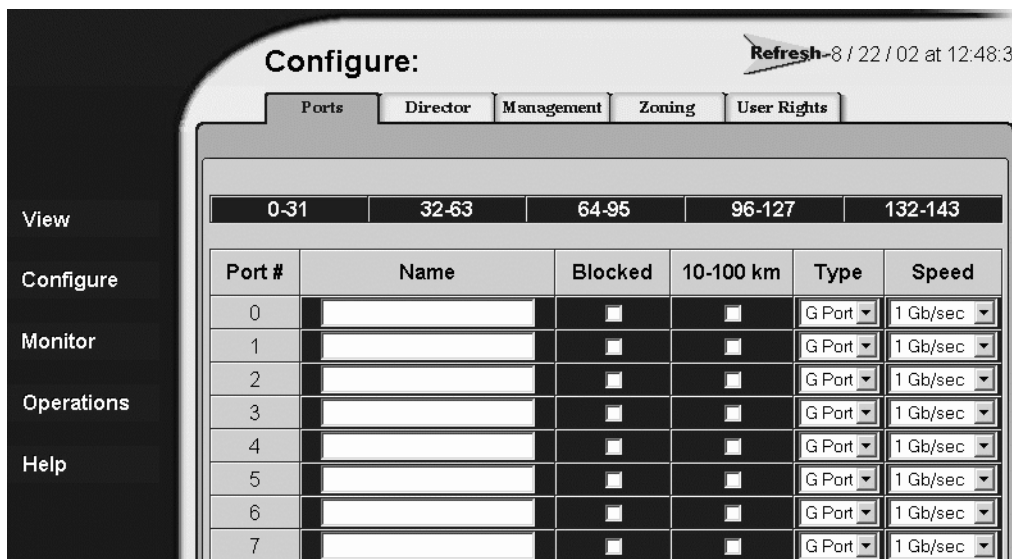 Configure:
Refresh 8 / 22 / 02 at 12:48:3
Ports Director Management Zoning User Rights
0-31 32-63 64-95 96-127 132-143
View
Configure
Monitor
Operations
Help
Port # Name Blocked 10-100 km Type Speed
0 G Port 1 Gb/sec
1 G Port 1 Gb/sec
2 G Port 1 Gb/sec
3 G Port 1 Gb/sec
4 G Port 1 Gb/sec
5 G Port 1 Gb/sec
6 G Port 1 Gb/sec
7 G Port 1 Gb/sec